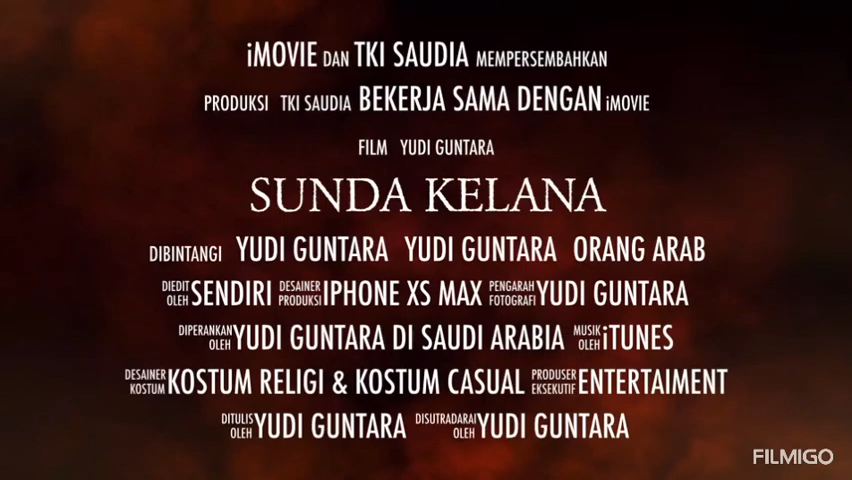 iMOVIE DAN TKI SAUDIA MEMPERSEMBAHKAN
PRODUKSI TKI SAUDIA BEKERJA SAMA DENGAN iMOVIE
FILM YUDI GUNTARA
SUNDA KELANA
DIBINTANGI YUDI GUNTARA YUDI GUNTARA ORANG ARAB
DIEDIT OLEH SENDIRI DESAINER PRODUKSI IPHONE XS MAX PENGARAH FOTOGRAFI YUDI GUNTARA
DIPERANKAN OLEH YUDI GUNTARA DI SAUDI ARABIA MUSIK OLEH iTUNES
DESAINER KOSTUM KOSTUM RELIGI & KOSTUM CASUAL PRODUSER EKSEKUTIF ENTERTAIMENT
DITULIS OLEH YUDI GUNTARA DISUTRADARAI OLEH YUDI GUNTARA
FILMIGO